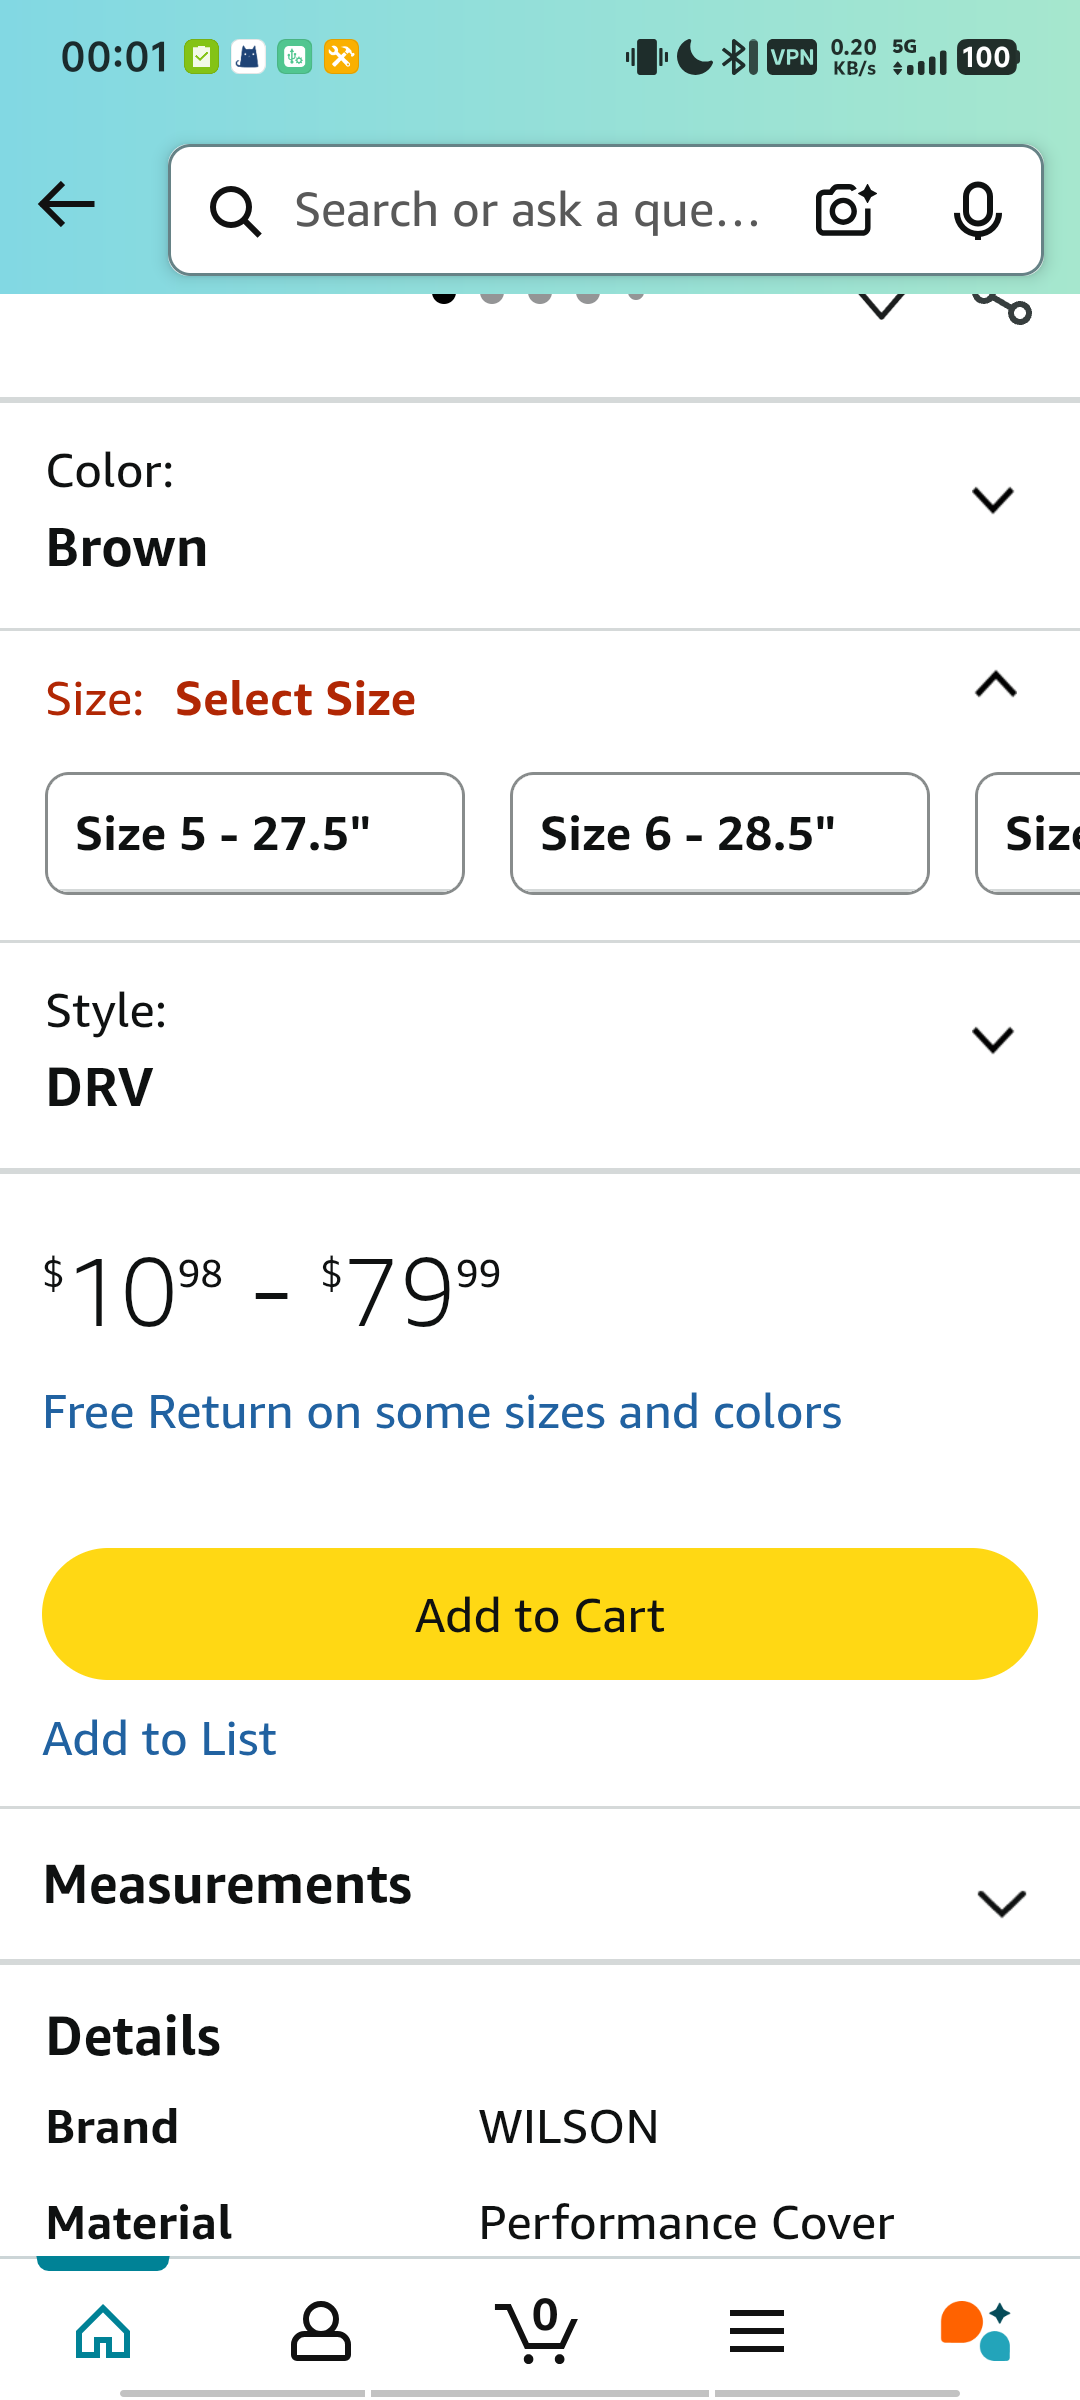 00:01
VPN
0.20
KB/s
5G
100
Search or ask a que...
Color:
Brown
Size: Select Size
Size 5 - 27.5"
Size 6 - 28.5"
Size
Style:
DRV
$10.98 - $79.99
Free Return on some sizes and colors
Add to Cart
Add to List
Measurements
Details
Brand WILSON
Material Performance Cover
0